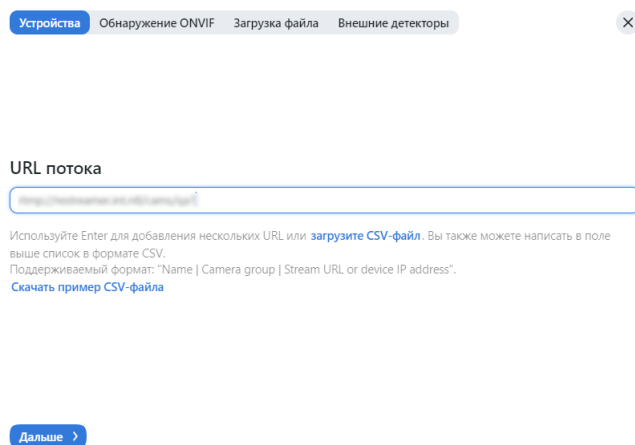 Устройства Обнаружение ONVIF Загрузка файла Внешние детекторы
URL потока
Используйте Enter для добавления нескольких URL или загрузите CSV-файл. Вы также можете написать в поле
выше список в формате CSV.
Поддерживаемый формат: "Name | Camera group | Stream URL or device IP address".
Скачать пример CSV-файла
Дальше